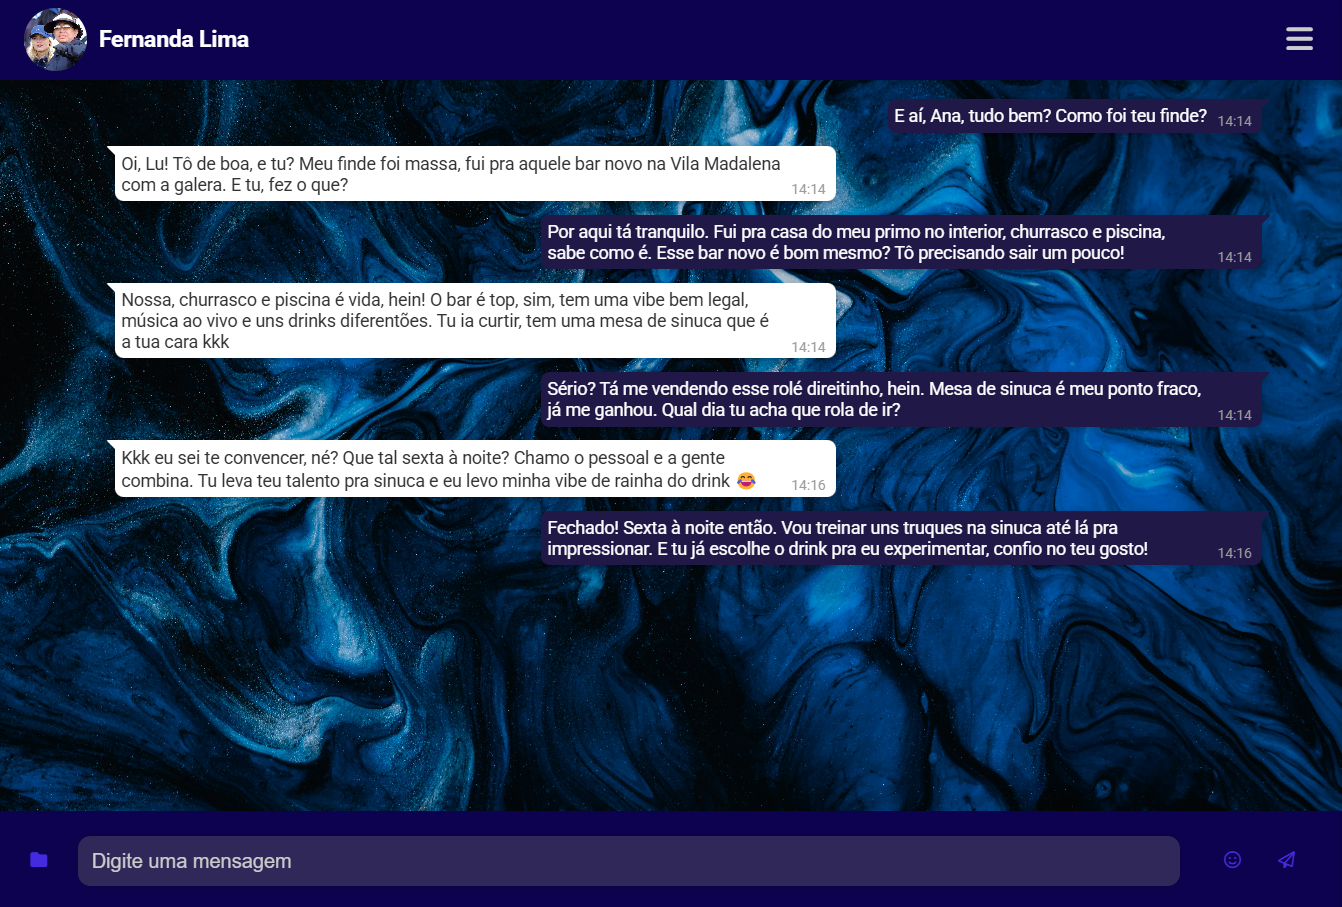 Fernanda Lima
E aí, Ana, tudo bem? Como foi teu finde?
14:14
Oi, Lu! Tô de boa, e tu? Meu finde foi massa, fui pra aquele bar novo na Vila Madalena
com a galera. E tu, fez o que?
14:14
Por aqui tá tranquilo. Fui pra casa do meu primo no interior, churrasco e piscina,
sabe como é. Esse bar novo é bom mesmo? Tô precisando sair um pouco!
14:14
Nossa, churrasco e piscina é vida, hein! O bar é top, sim, tem uma vibe bem legal,
música ao vivo e uns drinks diferentões. Tu ia curtir, tem uma mesa de sinuca que é
a tua cara kkk
14:14
Sério? Tá me vendendo esse rolé direitinho, hein. Mesa de sinuca é meu ponto fraco,
já me ganhou. Qual dia tu acha que rola de ir?
14:14
Kkk eu sei te convencer, né? Que tal sexta à noite? Chamo o pessoal e a gente
combina. Tu leva teu talento pra sinuca e eu levo minha vibe de rainha do drink 😂
14:16
Fechado! Sexta à noite então. Vou treinar uns truques na sinuca até lá pra
impressionar. E tu já escolhe o drink pra eu experimentar, confio no teu gosto!
14:16
Digite uma mensagem